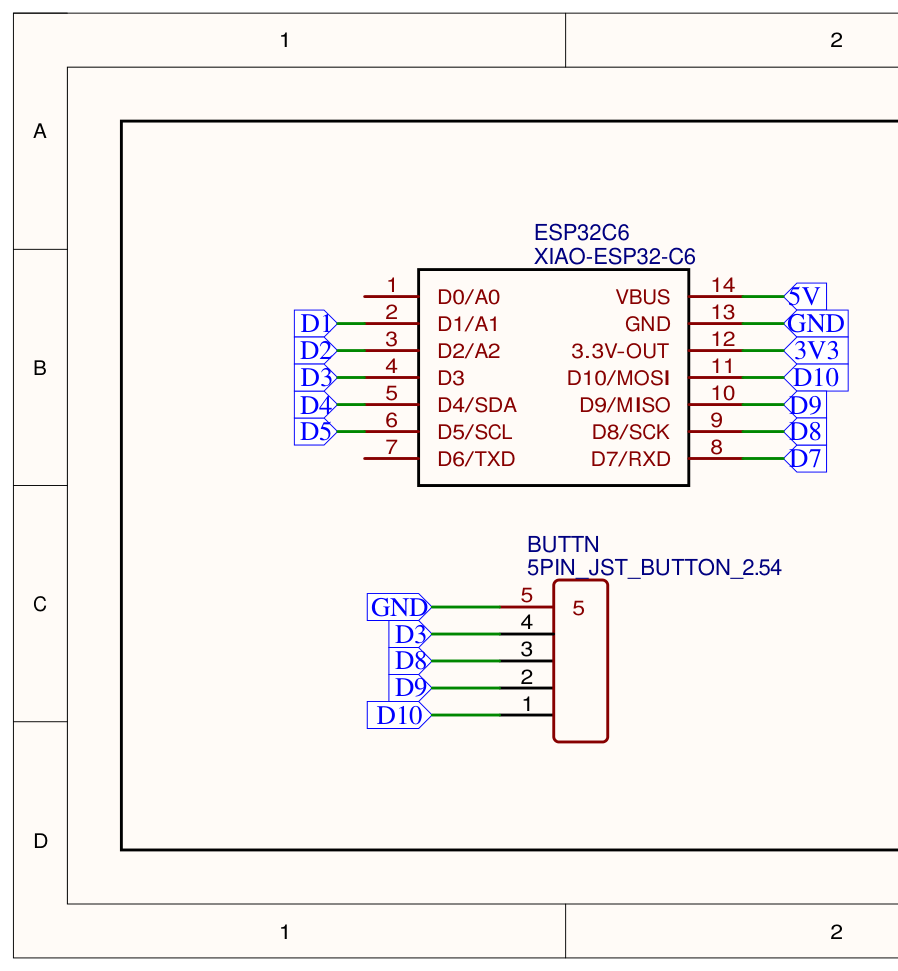 1 2
A
ESP32C6
XIAO-ESP32-C6
1 D0/A0 VBUS 14 5V
D1 2 D1/A1 GND 13 GND
D2 3 D2/A2 3.3V-OUT 12 3V3
B
D3 4 D3 D10/MOSI 11 D10
D4 5 D4/SDA D9/MISO 10 D9
D5 6 D5/SCL D8/SCK 9 D8
7 D6/TXD D7/RXD 8 D7
BUTTN
5PIN_JST_BUTTON_2.54
C
GND 5 5
D3 4
D8 3
D9 2
D10 1
D
1 2